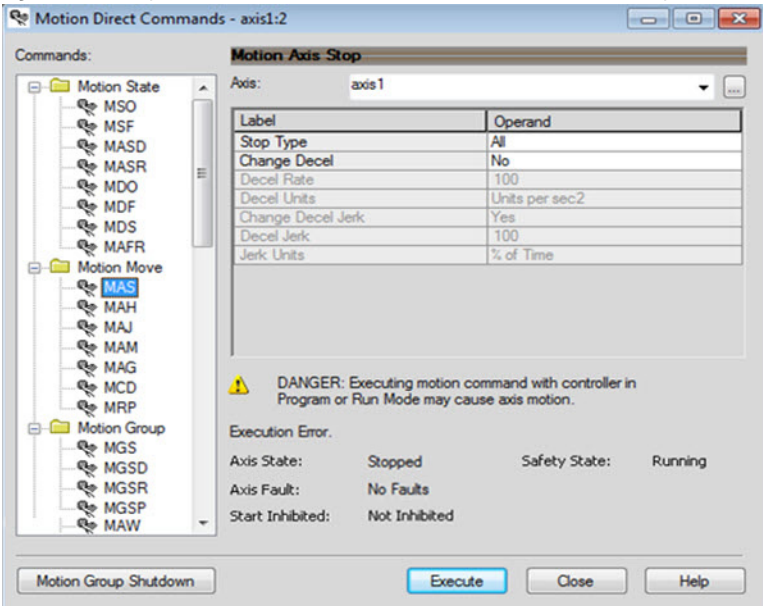 Motion Direct Commands - axis1:2
Commands:
Motion State
MSO
MSF
MASD
MASR
MDO
MDF
MDS
MAFR
Motion Move
MAS
MAH
MAJ
MAM
MAG
MCD
MRP
Motion Group
MGS
MGSD
MGSR
MGSP
MAW
Motion Axis Stop
Axis: axis1 ...
Label Operand
Stop Type All
Change Decel No
Decel Rate 100
Decel Units Units per sec2
Change Decel Jerk Yes
Decel Jerk 100
Jerk Units % of Time
DANGER: Executing motion command with controller in
Program or Run Mode may cause axis motion.
Execution Error.
Axis State: Stopped Safety State: Running
Axis Fault: No Faults
Start Inhibited: Not Inhibited
Motion Group Shutdown Execute Close Help